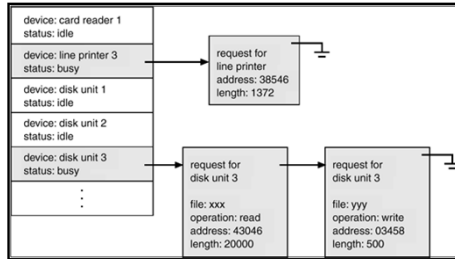 device: card reader 1
status: idle
device: line printer 3
status: busy
device: disk unit 1
status: idle
device: disk unit 2
status: idle
device: disk unit 3
status: busy
request for
line printer
address: 38546
length: 1372
request for
disk unit 3
file: xxx
operation: read
address: 43046
length: 20000
request for
disk unit 3
file: yyy
operation: write
address: 03458
length: 500